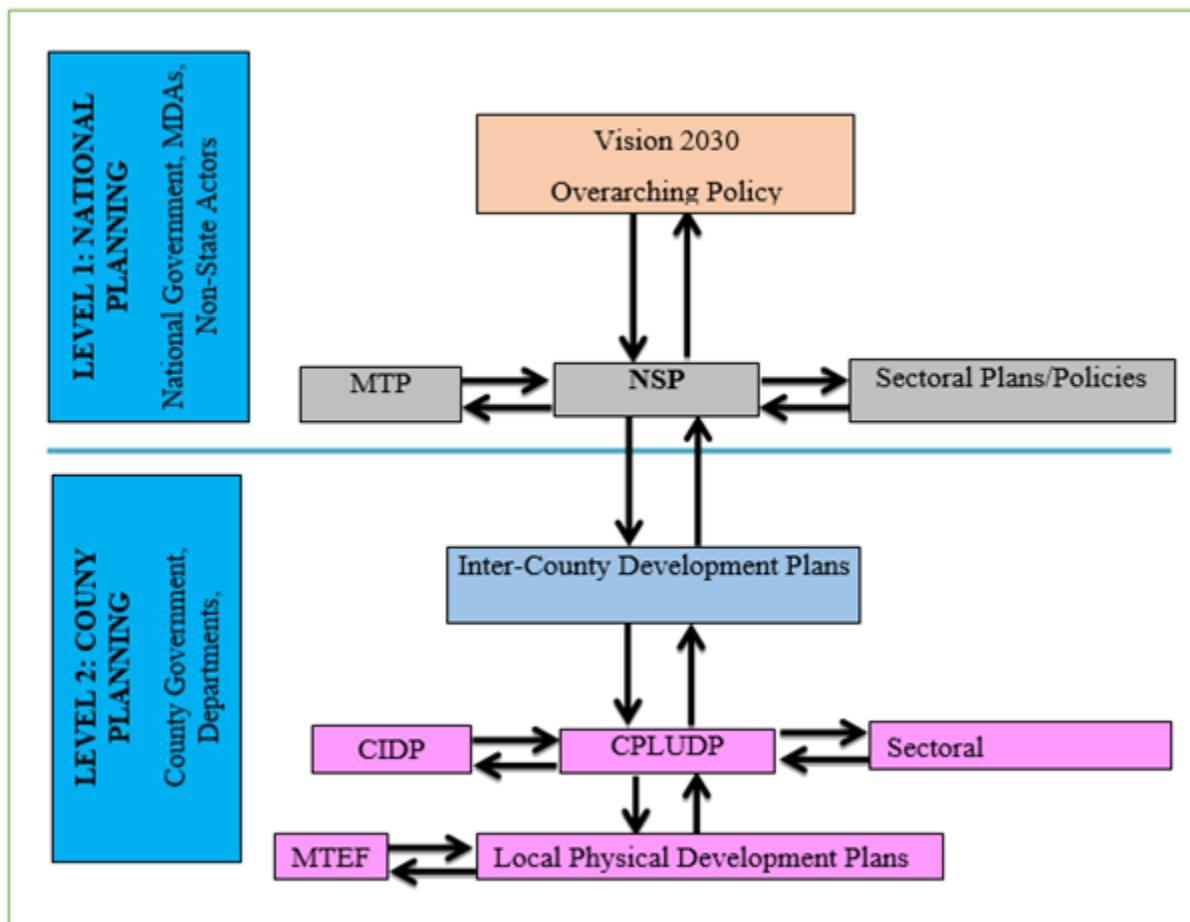 LEVEL 1: NATIONAL
PLANNING
National Government, MDAs,
Non-State Actors
Vision 2030
Overarching Policy
MTP
NSP
Sectoral Plans/Policies
LEVEL 2: COUNY
PLANNING
County Government,
Departments,
Inter-County Development Plans
CIDP
CPLUDP
Sectoral
MTEF
Local Physical Development Plans